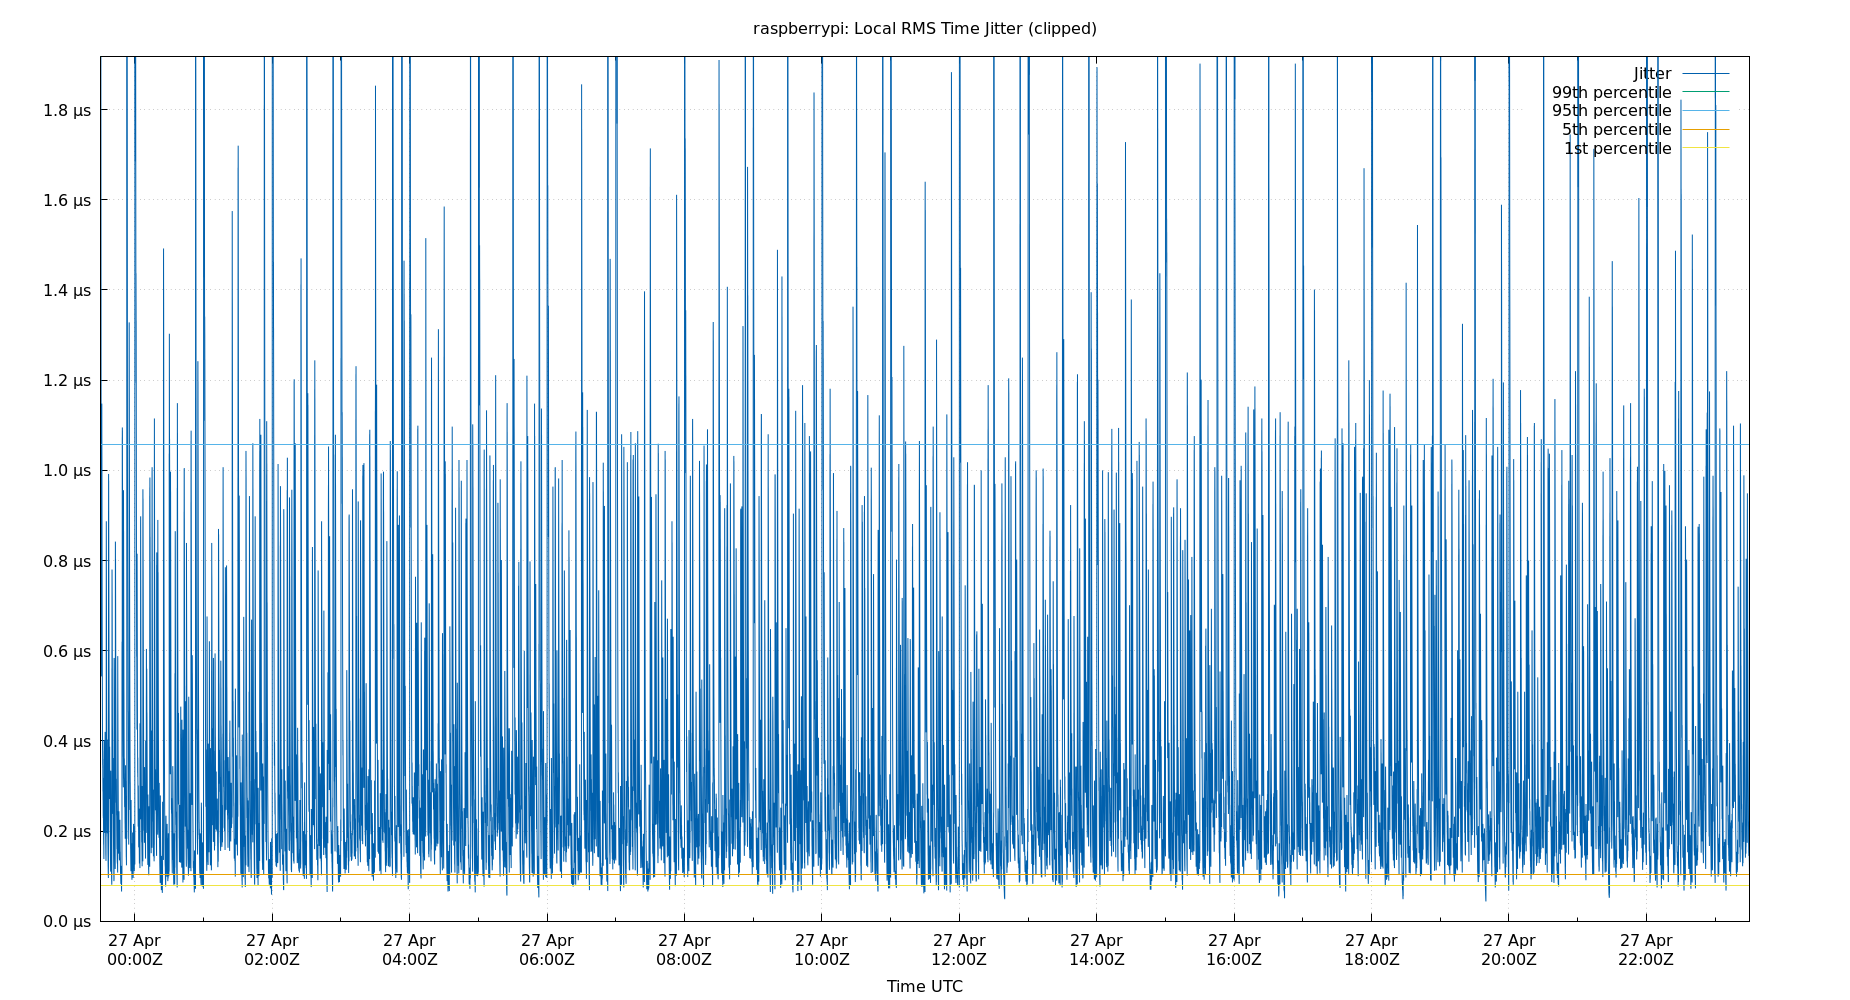 raspberrypi: Local RMS Time Jitter (clipped)
Jitter
99th percentile
95th percentile
5th percentile
1st percentile
1.8 µs
1.6 µs
1.4 µs
1.2 µs
1.0 µs
0.8 µs
0.6 µs
0.4 µs
0.2 µs
0.0 µs
27 Apr 27 Apr 27 Apr 27 Apr 27 Apr 27 Apr 27 Apr 27 Apr 27 Apr 27 Apr 27 Apr 27 Apr
00:00Z 02:00Z 04:00Z 06:00Z 08:00Z 10:00Z 12:00Z 14:00Z 16:00Z 18:00Z 20:00Z 22:00Z
Time UTC